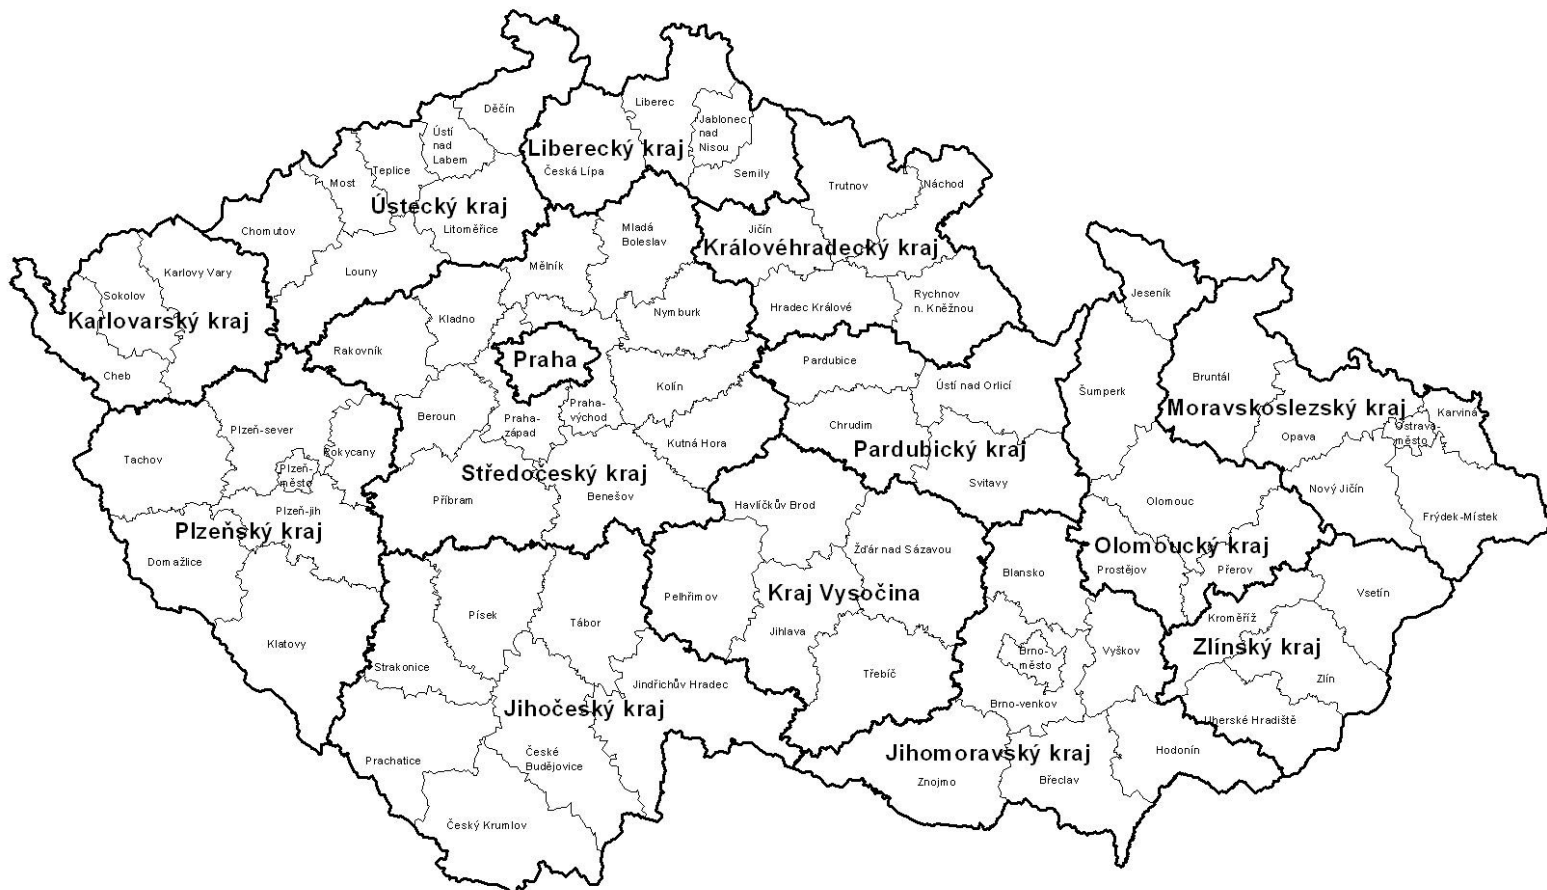 Děčín
Liberec
Ústí
nad
Labem
Jablonec
nad
Nisou
Liberecký kraj
Teplice
Česká Lípa
Semily
Most
Trutnov
Náchod
Ústecký kraj
Chomutov
Litoměřice
Mladá
Boleslav
Jičín
Královéhradecký kraj
Karlovy Vary
Louny
Mělník
Sokolov
Jeseník
Karlovarský kraj
Kladno
Nymburk
Hradec Králové
Rychnov
n. Kněžnou
Rakovník
Praha
Cheb
Kolín
Pardubice
Ústí nad Orlicí
Šumperk
Bruntál
Moravskoslezský kraj
Karviná
Beroun
Praha-
západ
Praha-
východ
Chrudim
Ostrava-
město
Opava
Plzeň-sever
Kutná Hora
Pardubický kraj
Tachov
Rokycany
Plzeň-
město
Středočeský kraj
Svitavy
Nový Jičín
Příbram
Benešov
Havlíčkův Brod
Olomouc
Plzeň-jih
Frýdek-Místek
Plzeňský kraj
Olomoucký kraj
Žďár nad Sázavou
Domažlice
Blansko
Prostějov
Přerov
Kraj Vysočina
Pelhřimov
Vsetín
Písek
Tábor
Kroměříž
Jihlava
Klatovy
Zlínský kraj
Strakonice
Brno-
město
Vyškov
Třebíč
Zlín
Jindřichův Hradec
Jihočeský kraj
Brno-venkov
Uherské Hradiště
Jihomoravský kraj
Hodonín
Prachatice
České
Budějovice
Znojmo
Břeclav
Český Krumlov